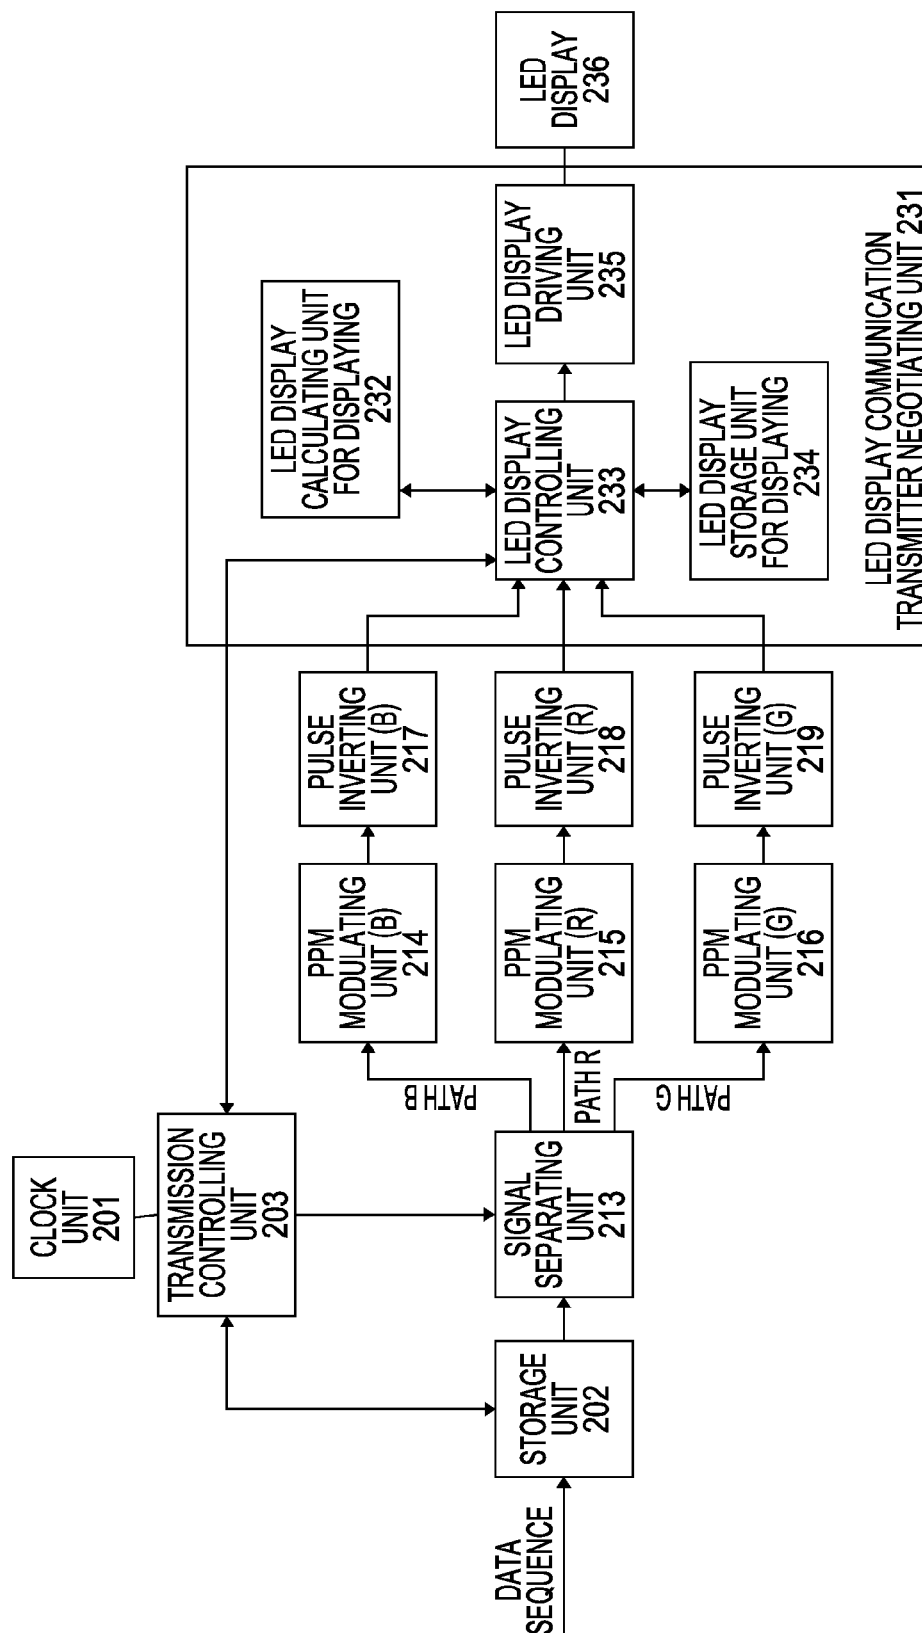 CLOCK
UNIT
201
TRANSMISSION
CONTROLLING
UNIT
203
DATA
SEQUENCE
STORAGE
UNIT
202
SIGNAL
SEPARATING
UNIT
213
PATH B
PATH R
PATH G
PPM
MODULATING
UNIT (B)
214
PPM
MODULATING
UNIT (R)
215
PPM
MODULATING
UNIT (G)
216
PULSE
INVERTING
UNIT (B)
217
PULSE
INVERTING
UNIT (R)
218
PULSE
INVERTING
UNIT (G)
219
LED DISPLAY
CALCULATING UNIT
FOR DISPLAYING
232
LED DISPLAY
CONTROLLING
UNIT
233
LED DISPLAY
STORAGE UNIT
FOR DISPLAYING
234
LED DISPLAY
DRIVING
UNIT
235
LED
DISPLAY
236
LED DISPLAY COMMUNICATION
TRANSMITTER NEGOTIATING UNIT 231